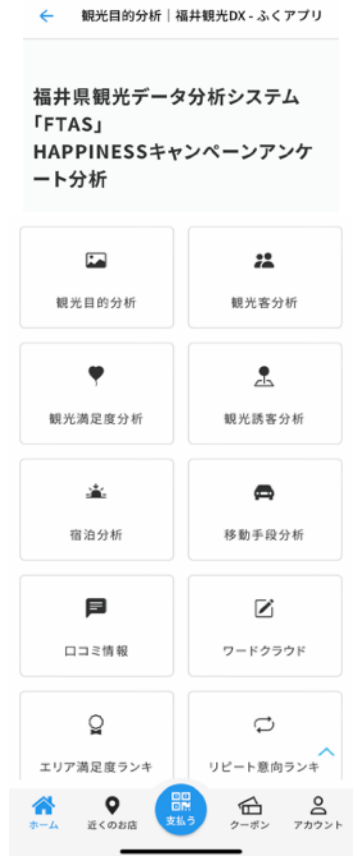 観光目的分析｜福井観光DX - ふくアプリ
福井県観光データ分析システム
「FTAS」
HAPPINESSキャンペーンアンケ
ート分析
観光目的分析
観光客分析
観光満足度分析
観光誘客分析
宿泊分析
移動手段分析
口コミ情報
ワードクラウド
エリア満足度ランキ
リピート意向ランキ
ホーム
近くのお店
支払う
クーポン
アカウント